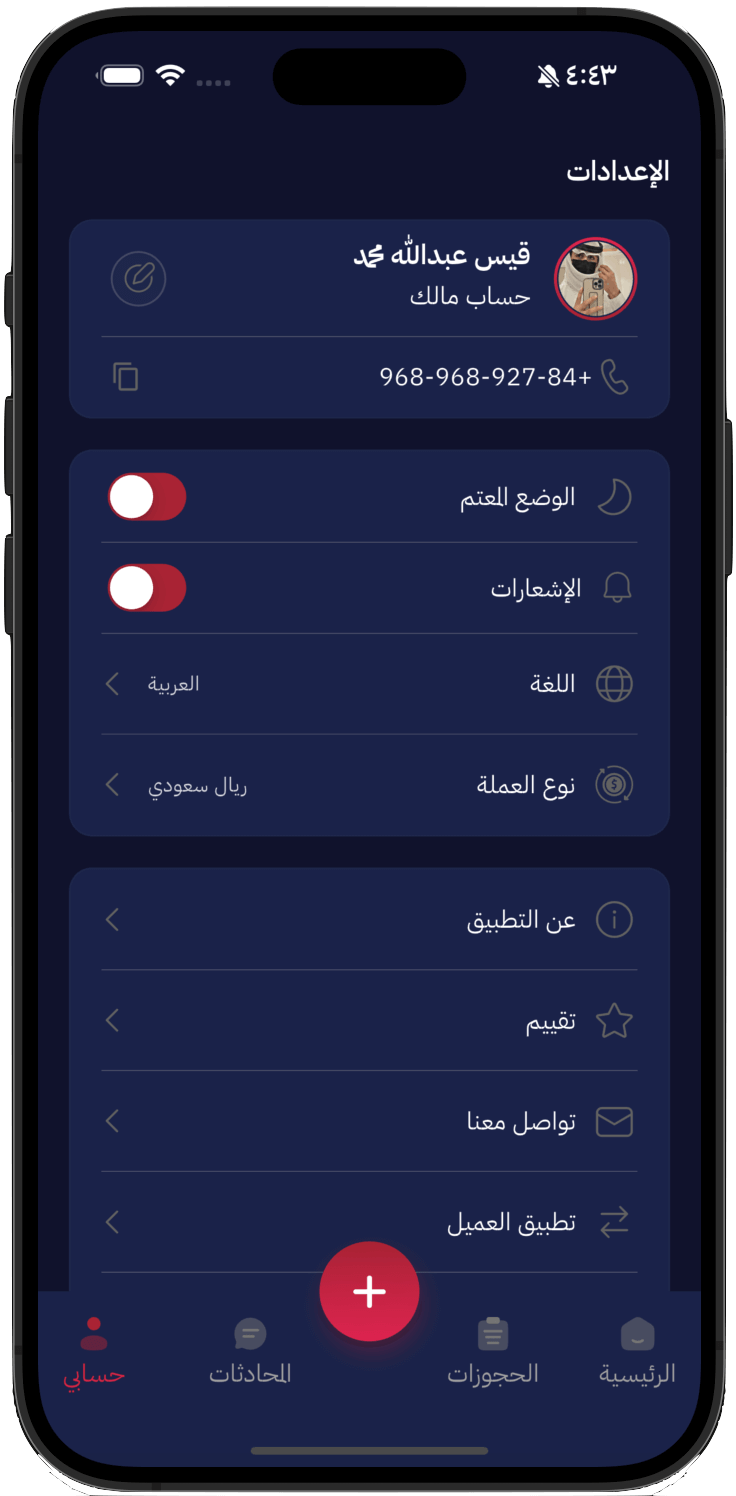 ٤:٤٣
الإعدادات
قيس عبدالله محمد
حساب مالك
968-968-927-84+
الوضع المعتم
الإشعارات
اللغة
العربية
نوع العملة
ريال سعودي
عن التطبيق
تقييم
تواصل معنا
تطبيق العميل
الرئيسية
الحجوزات
المحادثات
حسابي